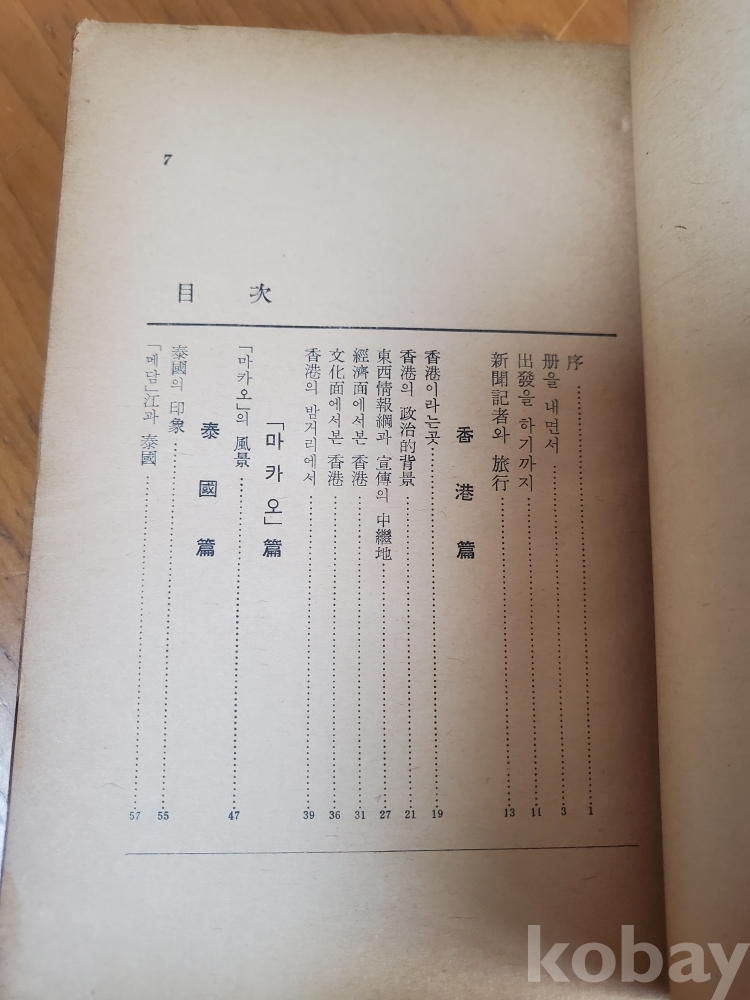 7
目次
序 1
册을 내면서 3
出發을 하기까지 11
新聞記者와 旅行 13
香港篇
香港이라는곳 19
香港의 政治的背景 21
東西情報網과 宣傳의 中繼地 27
經濟面에서본 香港 31
文化面에서본 香港 36
香港의 밤거리에서 39
「마카오」篇
「마카오」의 風景 47
泰國篇
泰國의 印象 55
「메담」江과 泰國 57
kobay